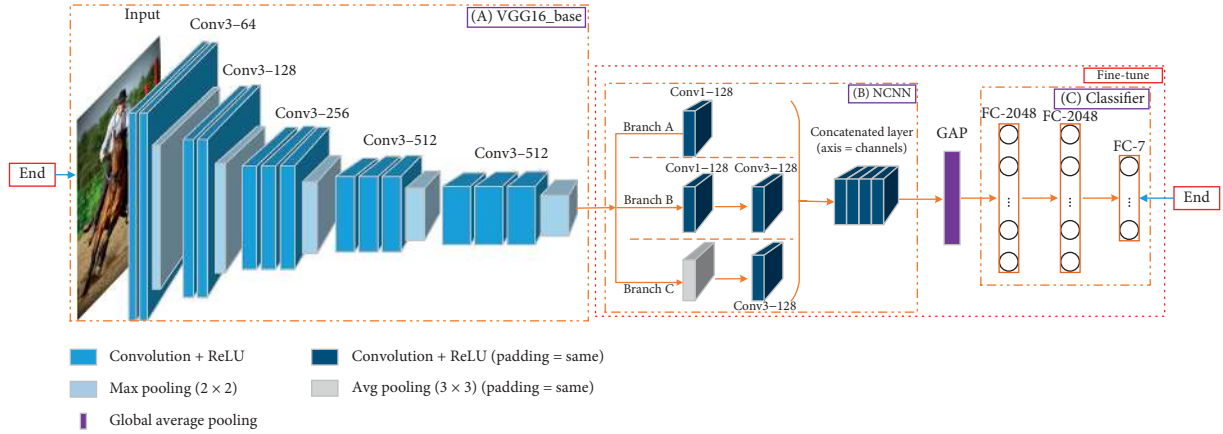 Input
Conv3–64
(A) VGG16_base
Conv3–128
Conv3–256
Conv3–512
Conv3–512
End
Fine-tune
(B) NCNN
Conv1–128
Branch A
Conv1–128
Conv3–128
Branch B
Branch C
Conv3–128
Concatenated layer
(axis = channels)
GAP
(C) Classifier
FC-2048
FC-2048
FC-7
...
...
...
End
Convolution + ReLU
Convolution + ReLU (padding = same)
Max pooling (2 × 2)
Avg pooling (3 × 3) (padding = same)
Global average pooling